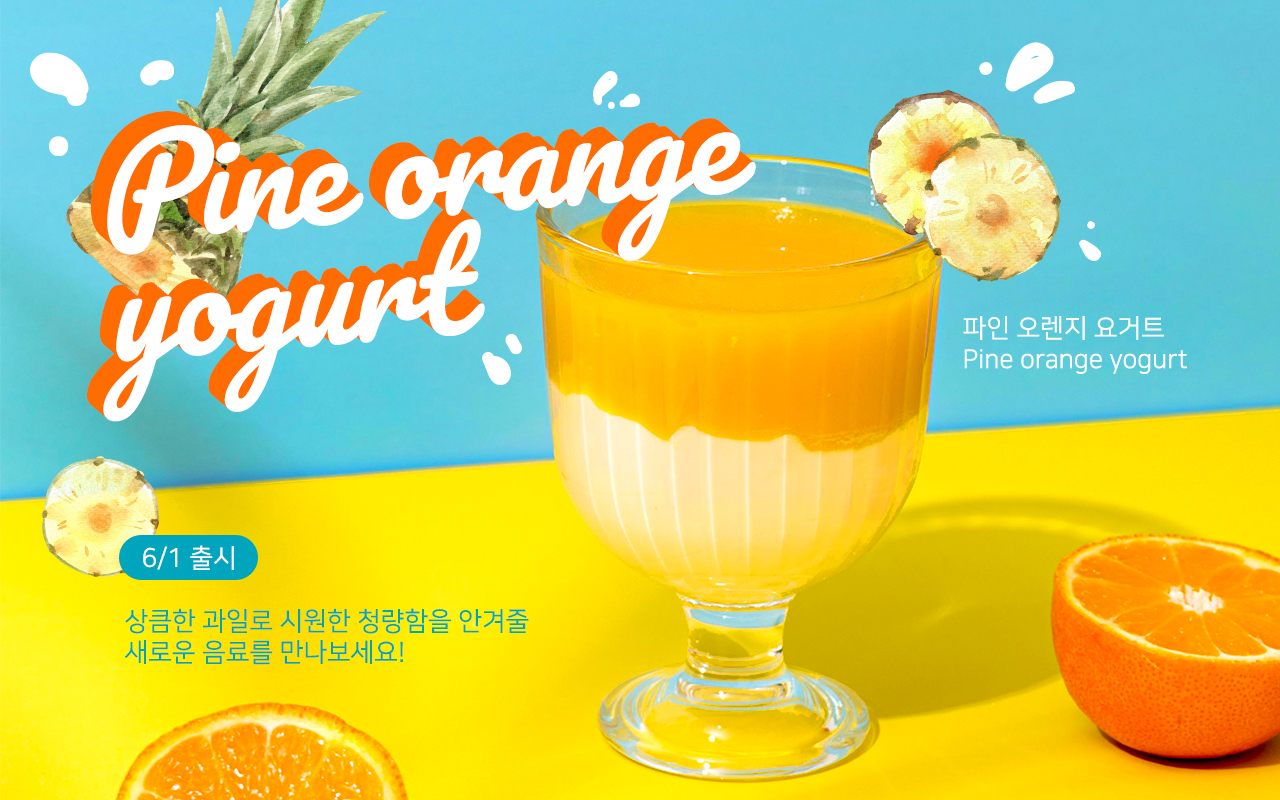 Pine orange
yogurt
파인 오렌지 요거트
Pine orange yogurt
6/1 출시
상큼한 과일로 시원한 청량함을 안겨줄
새로운 음료를 만나보세요!